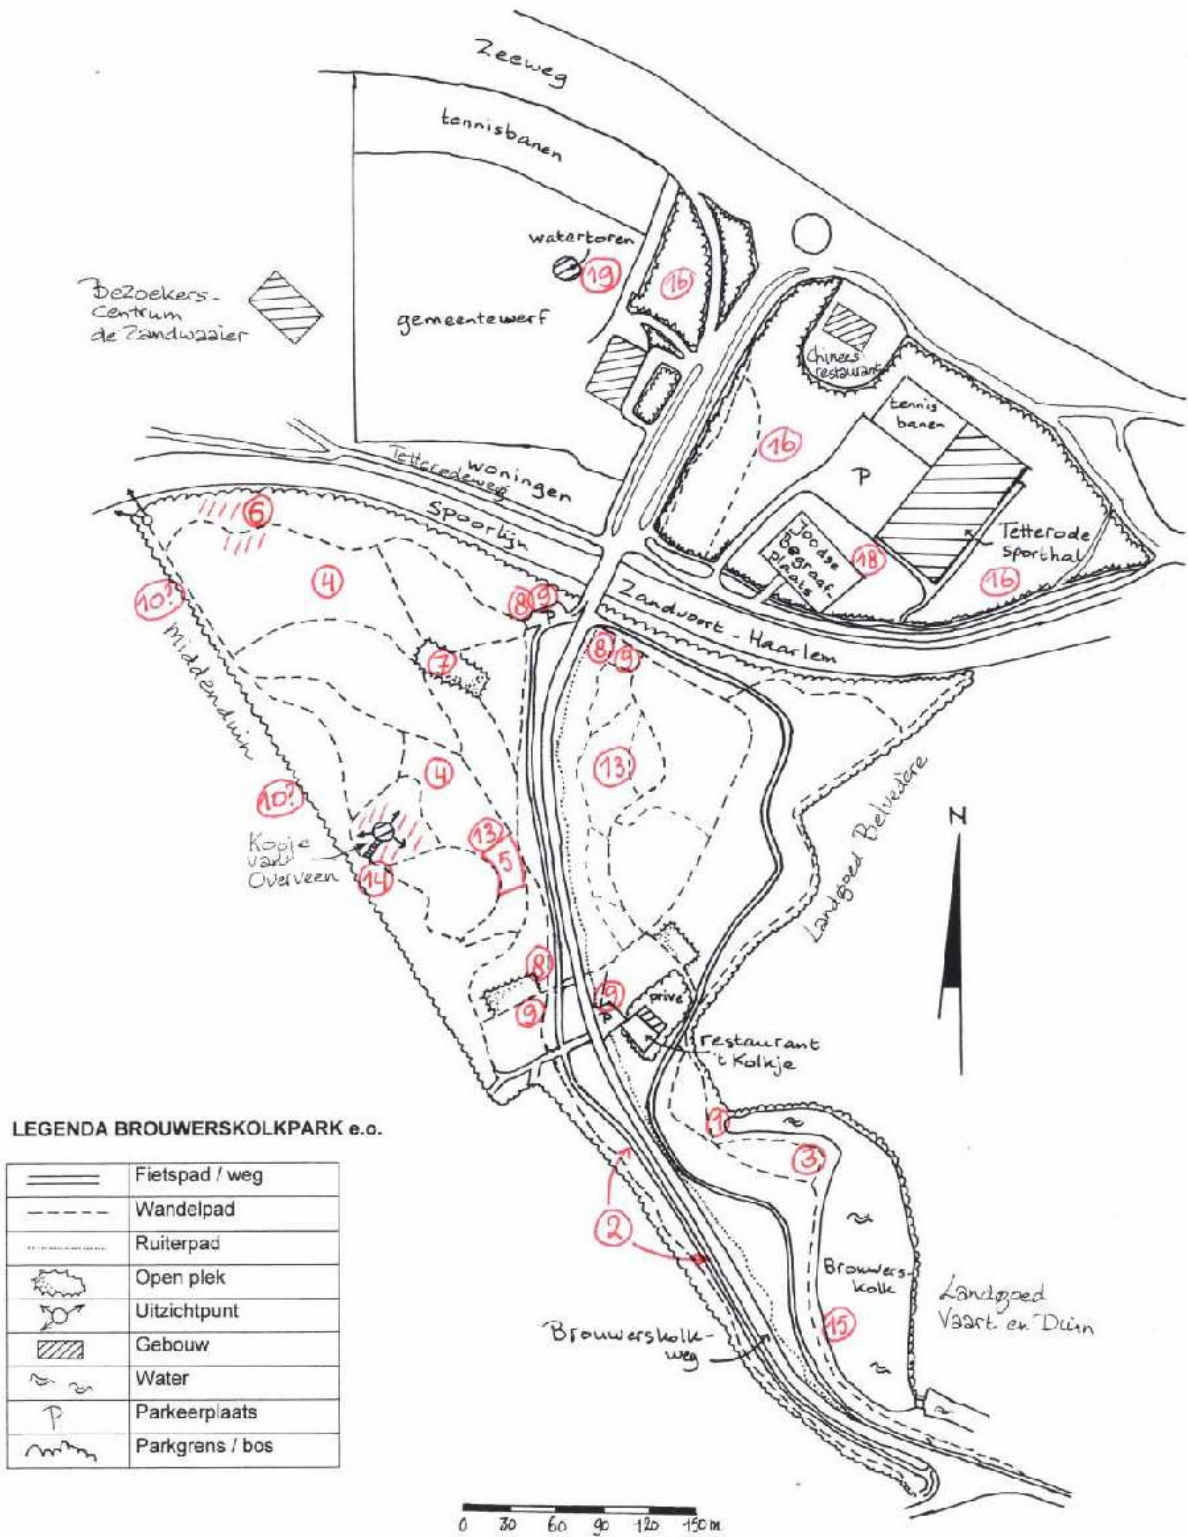 Zeeweg
tennisbanen
watertoren
19
16
Bezoekers-
centrum
de Zandwaaier
gemeentewerf
Chinees
restaurant
tennis
banen
16
P
woningen
Tetterodeweg
Spoorlijn
6
Joodse
Begraaf-
plaats
18
Tetterode
Sporthal
16
4
10?
8
9
P
Zandvoort - Haarlem
8
9
7
Middenduin
13
4
10?
Landgoed Belvedere
N
13
5
Kopje
van
Overveen
14
8
9
9
P
prive
restaurant
't Kolkje
LEGENDA BROUWERSKOLKPARK e.o.
Fietspad / weg
Wandelpad
Ruiterpad
Open plek
Uitzichtpunt
Gebouw
Water
P
Parkeerplaats
Parkgrens / bos
3
2
Brouwers-
kolk
Landgoed
Vaart en Duin
15
Brouwerskolk-
weg
0 30 60 90 120 150 m